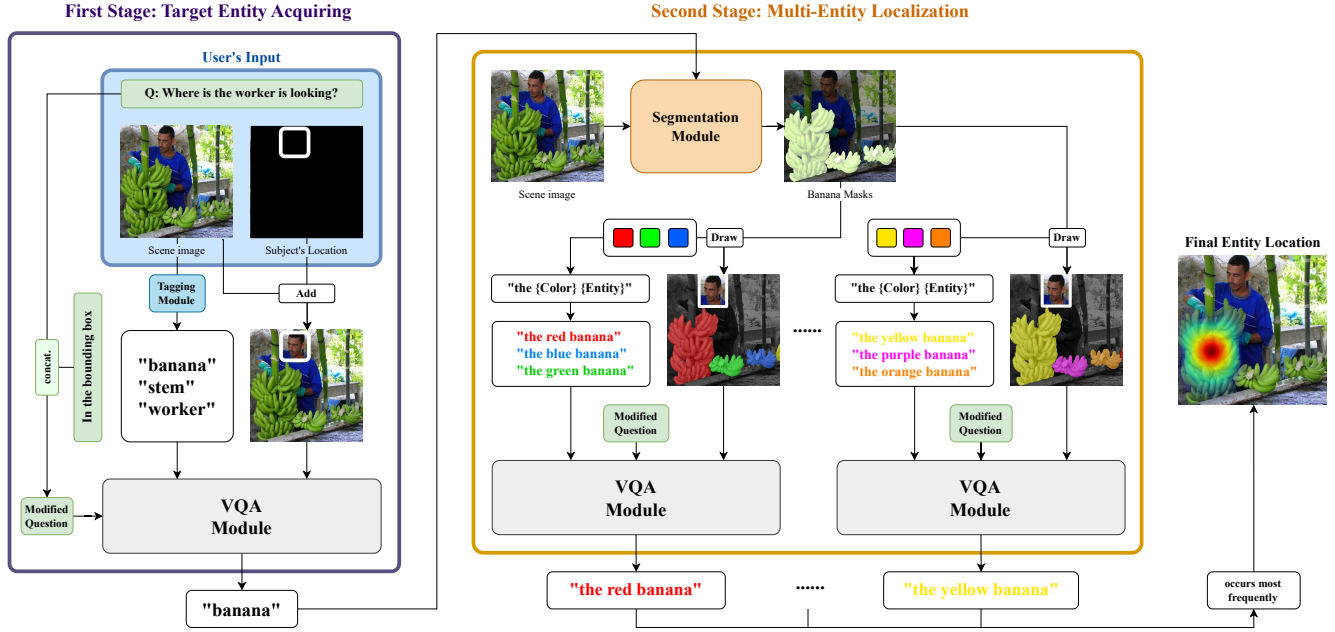 First Stage: Target Entity Acquiring
User's Input
Q: Where is the worker is looking?
Scene image
Subject's Location
Tagging
Module
Add
concat.
In the bounding box
"banana"
"stem"
"worker"
Modified
Question
VQA
Module
"banana"
Second Stage: Multi-Entity Localization
Segmentation
Module
Scene image
Banana Masks
Draw
"the {Color} {Entity}"
"the red banana"
"the blue banana"
"the green banana"
Modified
Question
VQA
Module
"the red banana"
......
......
Draw
"the {Color} {Entity}"
"the yellow banana"
"the purple banana"
"the orange banana"
Modified
Question
VQA
Module
"the yellow banana"
Final Entity Location
occurs most
frequently